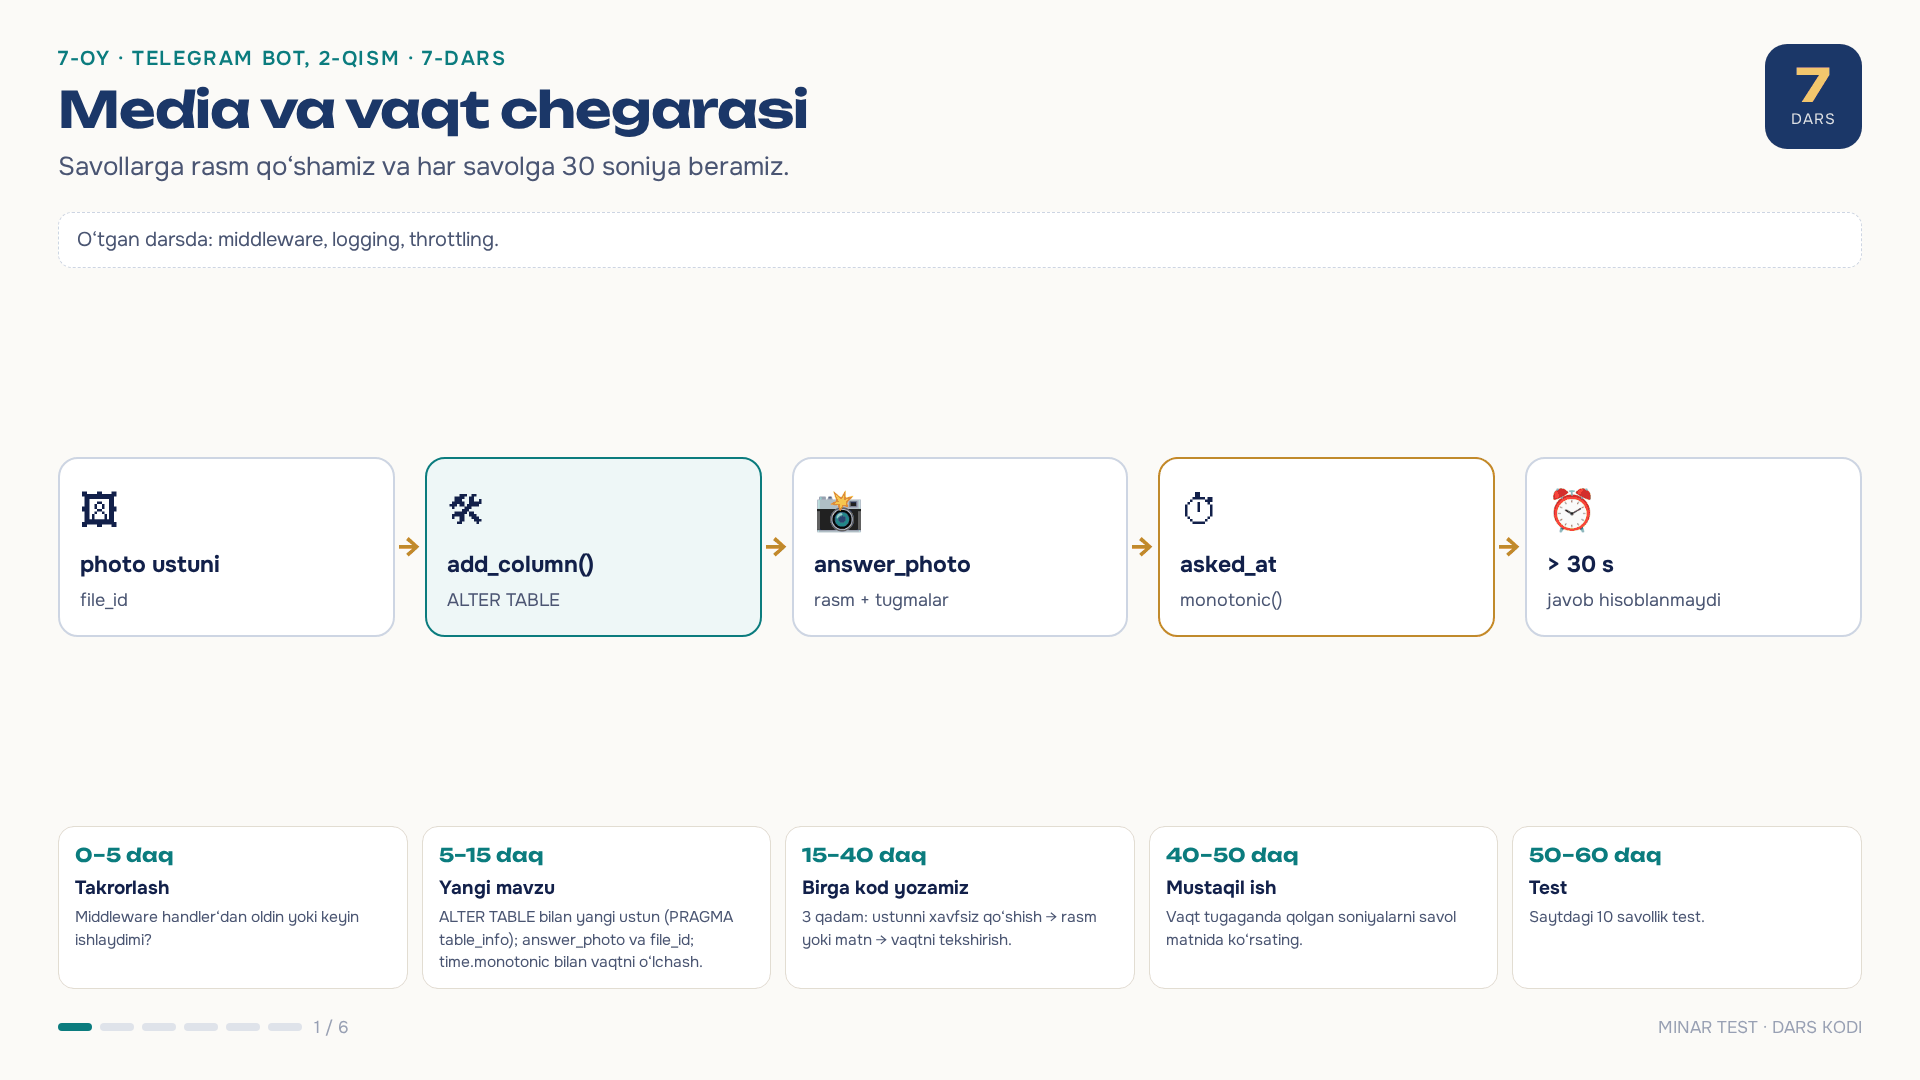 7-OY · TELEGRAM BOT, 2-QISM · 7-DARS
Media va vaqt chegarasi
Savollarga rasm qo‘shamiz va har savolga 30 soniya beramiz.
7
DARS
O‘tgan darsda: middleware, logging, throttling.
photo ustuni
file_id
→
add_column()
ALTER TABLE
→
answer_photo
rasm + tugmalar
→
asked_at
monotonic()
→
> 30 s
javob hisoblanmaydi
0–5 daq
Takrorlash
Middleware handler‘dan oldin yoki keyin
ishlaydimi?
5–15 daq
Yangi mavzu
ALTER TABLE bilan yangi ustun (PRAGMA
table_info); answer_photo va file_id;
time.monotonic bilan vaqtni o‘lchash.
15–40 daq
Birga kod yozamiz
3 qadam: ustunni xavfsiz qo‘shish → rasm
yoki matn → vaqtni tekshirish.
40–50 daq
Mustaqil ish
Vaqt tugaganda qolgan soniyalarni savol
matnida ko‘rsating.
50–60 daq
Test
Saytdagi 10 savollik test.
1 / 6
MINAR TEST · DARS KODI